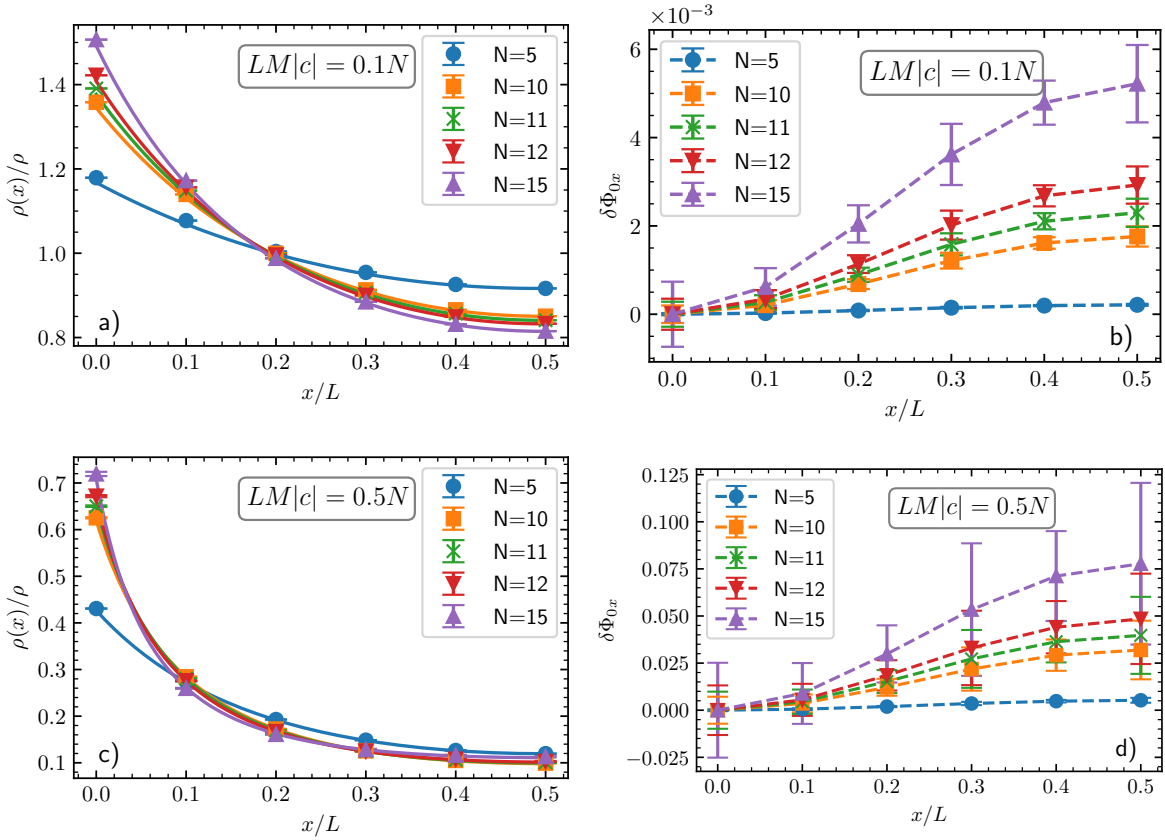 1.4
1.2
1.0
0.8
ρ(x)/ρ
LM|c| = 0.1N
N=5
N=10
N=11
N=12
N=15
a)
0.0 0.1 0.2 0.3 0.4 0.5
x/L
×10⁻³
6
4
2
0
δΦ₀ₓ
LM|c| = 0.1N
N=5
N=10
N=11
N=12
N=15
b)
0.0 0.1 0.2 0.3 0.4 0.5
x/L
0.7
0.6
0.5
0.4
0.3
0.2
0.1
ρ(x)/ρ
LM|c| = 0.5N
N=5
N=10
N=11
N=12
N=15
c)
0.0 0.1 0.2 0.3 0.4 0.5
x/L
0.125
0.100
0.075
0.050
0.025
0.000
−0.025
δΦ₀ₓ
LM|c| = 0.5N
N=5
N=10
N=11
N=12
N=15
d)
0.0 0.1 0.2 0.3 0.4 0.5
x/L